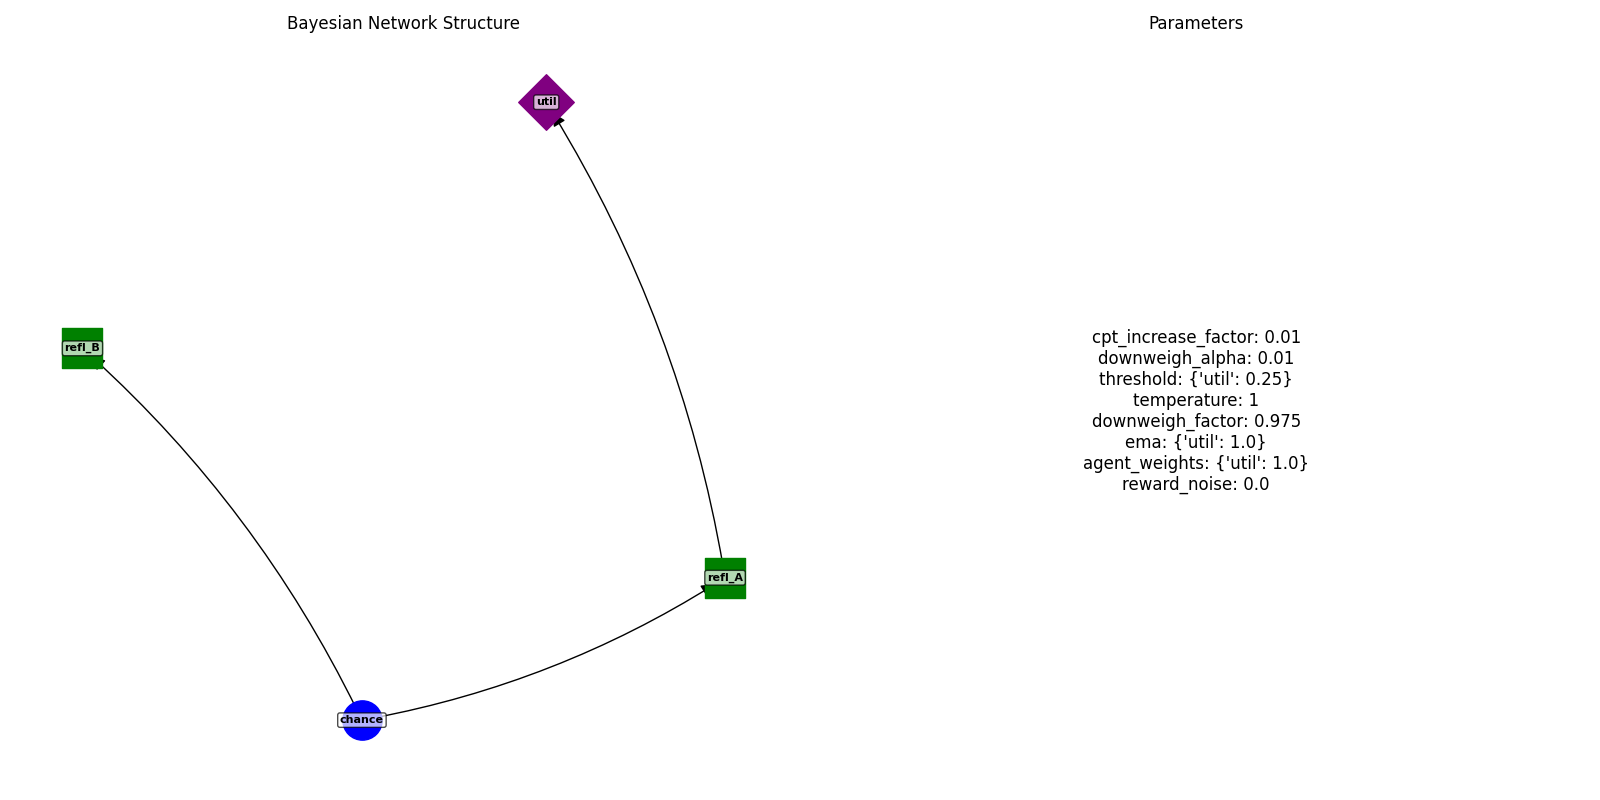 Bayesian Network Structure
Parameters
util
refl_B
refl_A
chance
cpt_increase_factor: 0.01
downweigh_alpha: 0.01
threshold: {'util': 0.25}
temperature: 1
downweigh_factor: 0.975
ema: {'util': 1.0}
agent_weights: {'util': 1.0}
reward_noise: 0.0